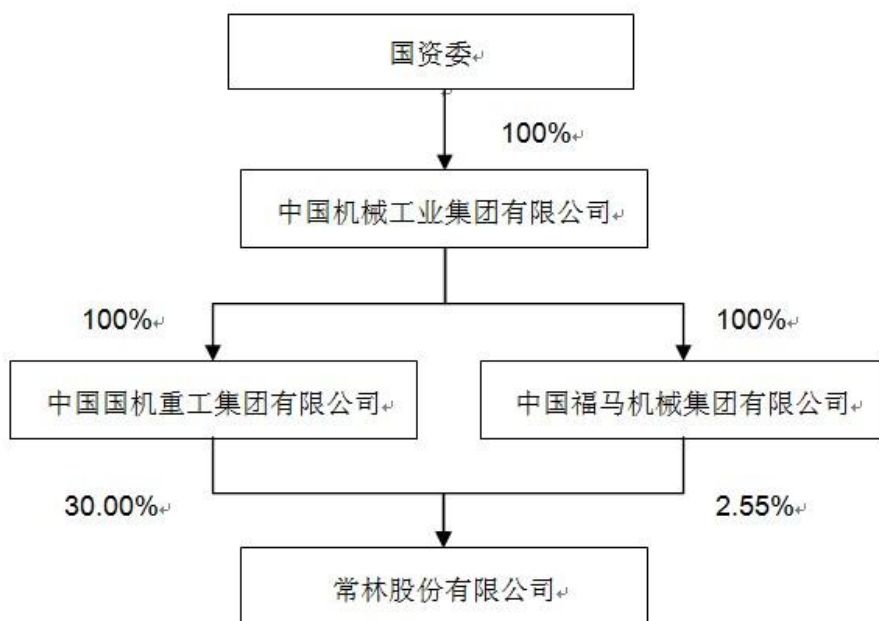 国资委
100%
中国机械工业集团有限公司
100%
100%
中国国机重工集团有限公司
中国福马机械集团有限公司
30.00%
2.55%
常林股份有限公司